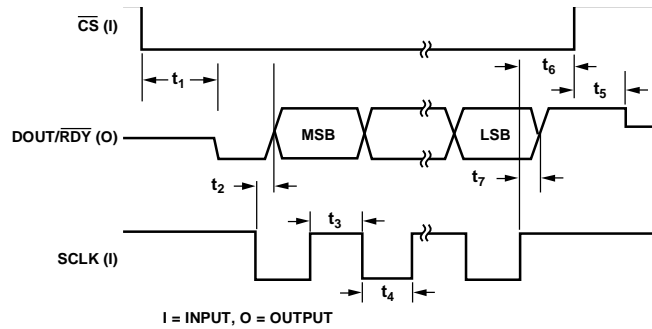 CS (I)
t6
t1
t5
DOUT/RDY (O)
MSB
LSB
t2
t7
t3
SCLK (I)
t4
I = INPUT, O = OUTPUT